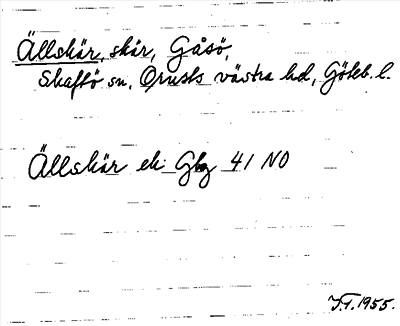 Ällskär, skär, Gåsö,
Skaftö sn, Orusts västra hd, Göteb. l.
Ällskär ek Gbg 41 NO
1955.